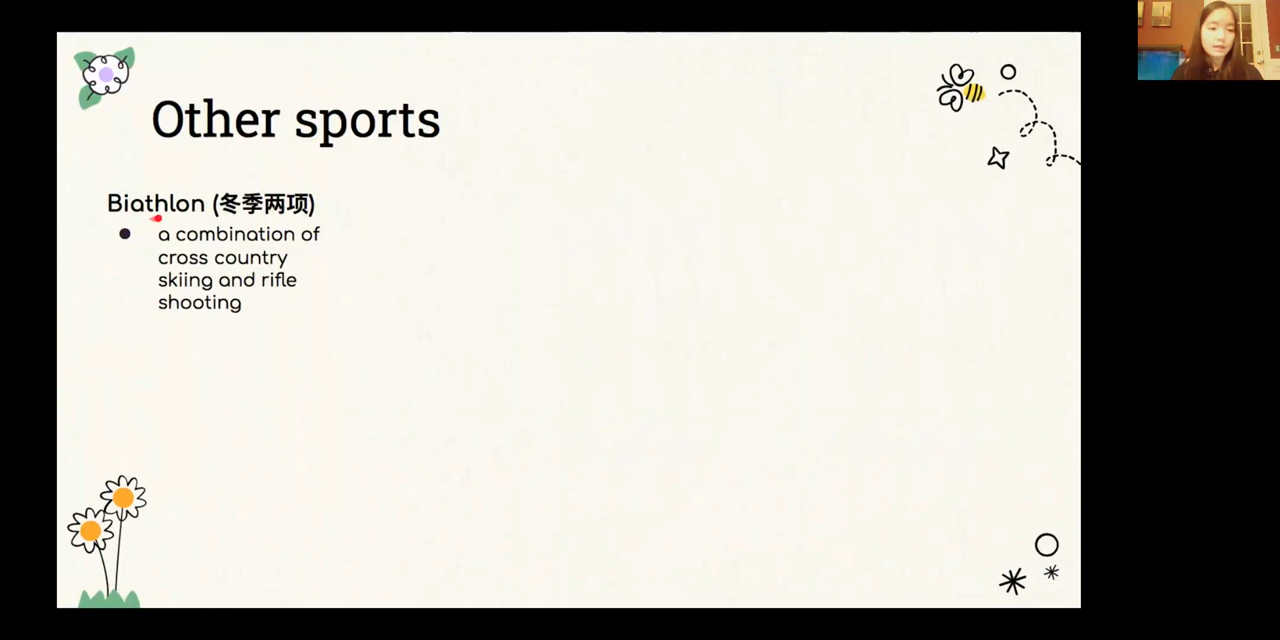 Other sports
Biathlon (冬季两项)
a combination of
cross country
skiing and rifle
shooting